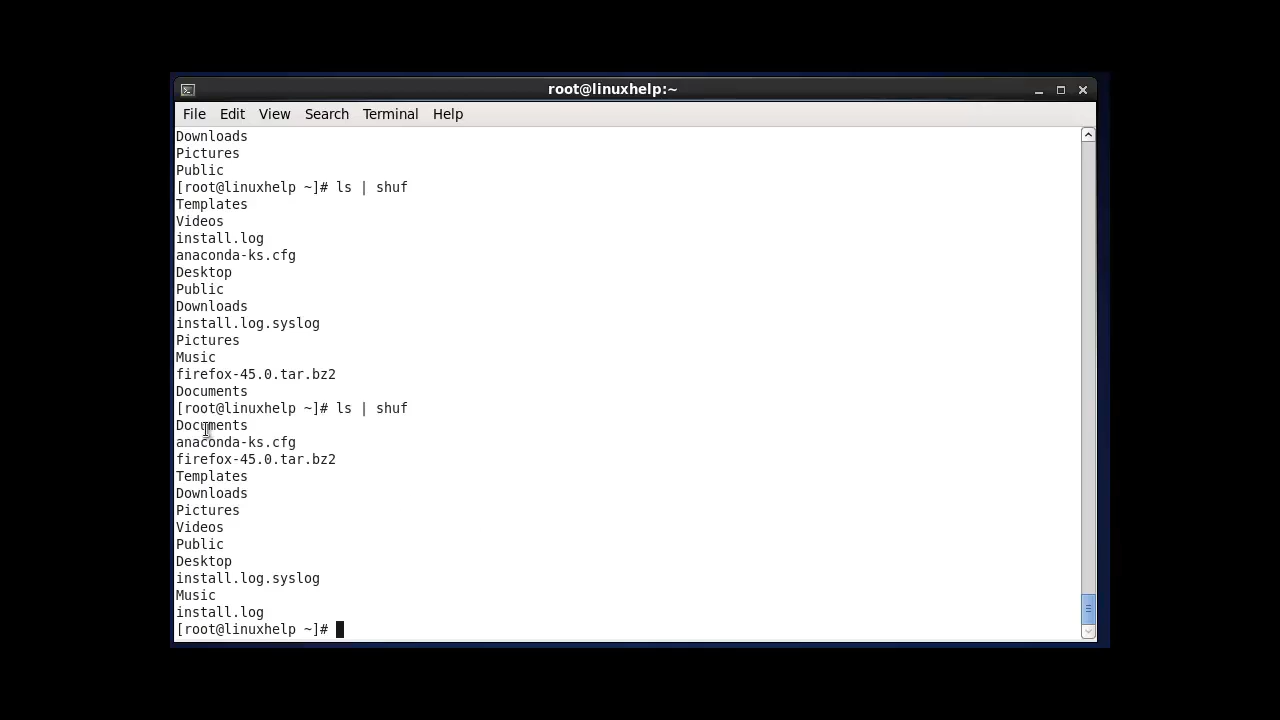 root@linuxhelp:~
File Edit View Search Terminal Help
Downloads
Pictures
Public
[root@linuxhelp ~]# ls | shuf
Templates
Videos
install.log
anaconda-ks.cfg
Desktop
Public
Downloads
install.log.syslog
Pictures
Music
firefox-45.0.tar.bz2
Documents
[root@linuxhelp ~]# ls | shuf
Documents
anaconda-ks.cfg
firefox-45.0.tar.bz2
Templates
Downloads
Pictures
Videos
Public
Desktop
install.log.syslog
Music
install.log
[root@linuxhelp ~]#